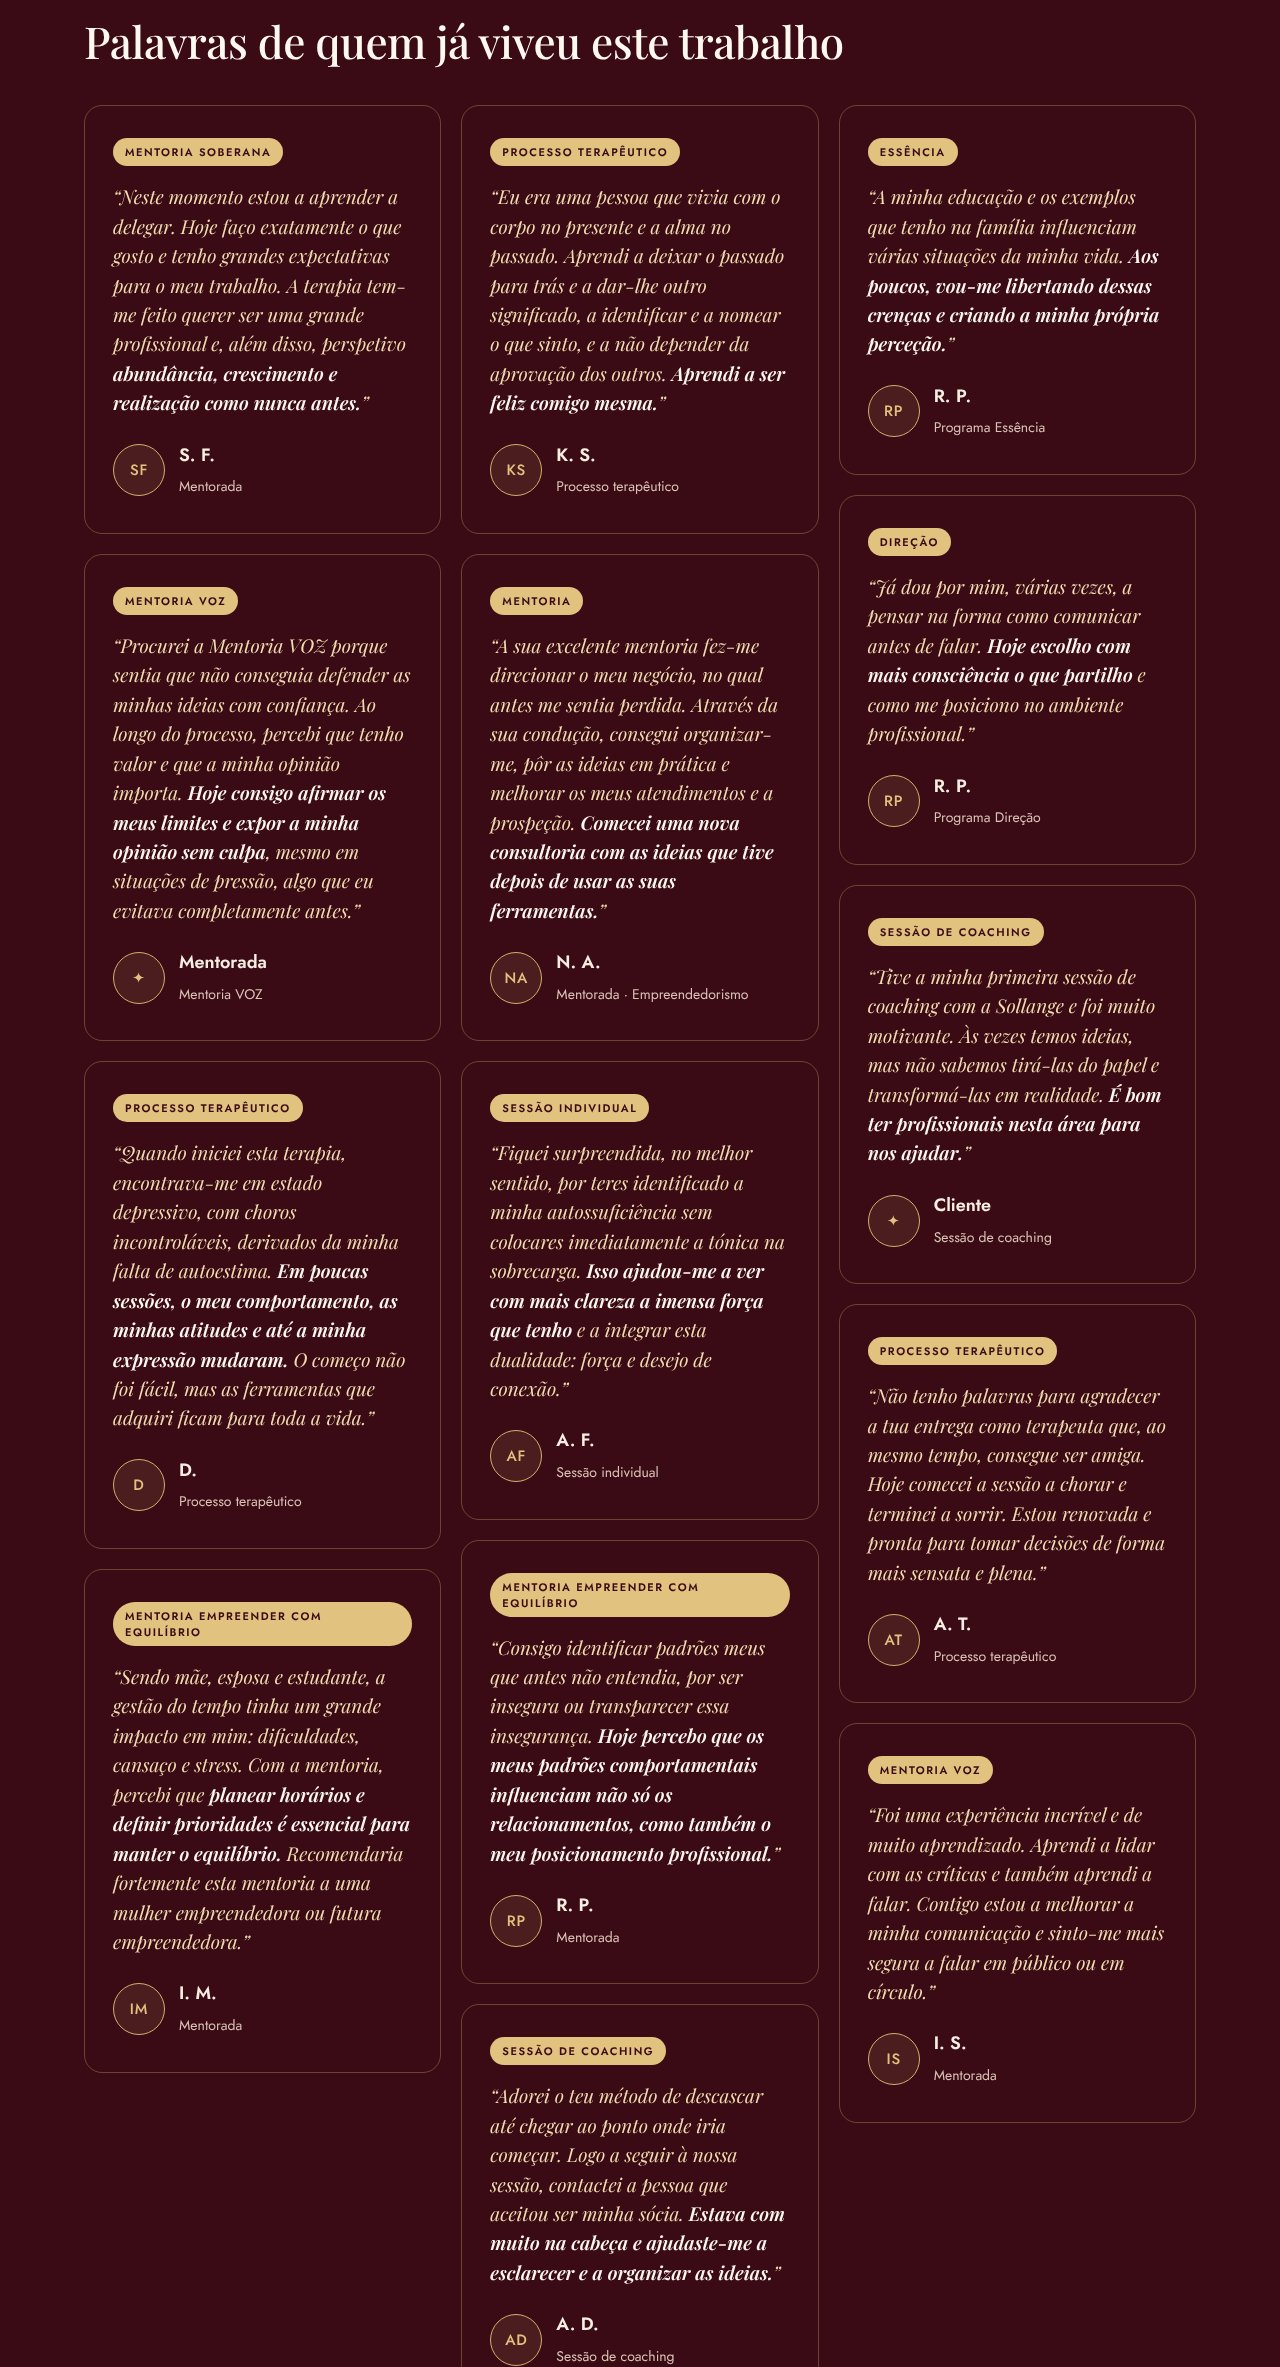 Palavras de quem já viveu este trabalho
MENTORIA SOBERANA
“Neste momento estou a aprender a
delegar. Hoje faço exatamente o que
gosto e tenho grandes expectativas
para o meu trabalho. A terapia tem-
me feito querer ser uma grande
profissional e, além disso, perspetivo
abundância, crescimento e
realização como nunca antes.”
SF
S. F.
Mentorada
MENTORIA VOZ
“Procurei a Mentoria VOZ porque
sentia que não conseguia defender as
minhas ideias com confiança. Ao
longo do processo, percebi que tenho
valor e que a minha opinião
importa. Hoje consigo afirmar os
meus limites e expor a minha
opinião sem culpa, mesmo em
situações de pressão, algo que eu
evitava completamente antes.”
✦
Mentorada
Mentoria VOZ
PROCESSO TERAPÊUTICO
“Quando iniciei esta terapia,
encontrava-me em estado
depressivo, com choros
incontroláveis, derivados da minha
falta de autoestima. Em poucas
sessões, o meu comportamento, as
minhas atitudes e até a minha
expressão mudaram. O começo não
foi fácil, mas as ferramentas que
adquiri ficam para toda a vida.”
D
D.
Processo terapêutico
MENTORIA EMPREENDER COM
EQUILÍBRIO
“Sendo mãe, esposa e estudante, a
gestão do tempo tinha um grande
impacto em mim: dificuldades,
cansaço e stress. Com a mentoria,
percebi que planear horários e
definir prioridades é essencial para
manter o equilíbrio. Recomendaria
fortemente esta mentoria a uma
mulher empreendedora ou futura
empreendedora.”
IM
I. M.
Mentorada
PROCESSO TERAPÊUTICO
“Eu era uma pessoa que vivia com o
corpo no presente e a alma no
passado. Aprendi a deixar o passado
para trás e a dar-lhe outro
significado, a identificar e a nomear
o que sinto, e a não depender da
aprovação dos outros. Aprendi a ser
feliz comigo mesma.”
KS
K. S.
Processo terapêutico
MENTORIA
“A sua excelente mentoria fez-me
direcionar o meu negócio, no qual
antes me sentia perdida. Através da
sua condução, consegui organizar-
me, pôr as ideias em prática e
melhorar os meus atendimentos e a
prospeção. Comecei uma nova
consultoria com as ideias que tive
depois de usar as suas
ferramentas.”
NA
N. A.
Mentorada · Empreendedorismo
SESSÃO INDIVIDUAL
“Fiquei surpreendida, no melhor
sentido, por teres identificado a
minha autossuficiência sem
colocares imediatamente a tónica na
sobrecarga. Isso ajudou-me a ver
com mais clareza a imensa força
que tenho e a integrar esta
dualidade: força e desejo de
conexão.”
AF
A. F.
Sessão individual
MENTORIA EMPREENDER COM
EQUILÍBRIO
“Consigo identificar padrões meus
que antes não entendia, por ser
insegura ou transparecer essa
insegurança. Hoje percebo que os
meus padrões comportamentais
influenciam não só os
relacionamentos, como também o
meu posicionamento profissional.”
RP
R. P.
Mentorada
SESSÃO DE COACHING
“Adorei o teu método de descascar
até chegar ao ponto onde iria
começar. Logo a seguir à nossa
sessão, contactei a pessoa que
aceitou ser minha sócia. Estava com
muito na cabeça e ajudaste-me a
esclarecer e a organizar as ideias.”
AD
A. D.
Sessão de coaching
ESSÊNCIA
“A minha educação e os exemplos
que tenho na família influenciam
várias situações da minha vida. Aos
poucos, vou-me libertando dessas
crenças e criando a minha própria
perceção.”
RP
R. P.
Programa Essência
DIREÇÃO
“Já dou por mim, várias vezes, a
pensar na forma como comunicar
antes de falar. Hoje escolho com
mais consciência o que partilho e
como me posiciono no ambiente
profissional.”
RP
R. P.
Programa Direção
SESSÃO DE COACHING
“Tive a minha primeira sessão de
coaching com a Sollange e foi muito
motivante. Às vezes temos ideias,
mas não sabemos tirá-las do papel e
transformá-las em realidade. É bom
ter profissionais nesta área para
nos ajudar.”
✦
Cliente
Sessão de coaching
PROCESSO TERAPÊUTICO
“Não tenho palavras para agradecer
a tua entrega como terapeuta que, ao
mesmo tempo, consegue ser amiga.
Hoje comecei a sessão a chorar e
terminei a sorrir. Estou renovada e
pronta para tomar decisões de forma
mais sensata e plena.”
AT
A. T.
Processo terapêutico
MENTORIA VOZ
“Foi uma experiência incrível e de
muito aprendizado. Aprendi a lidar
com as críticas e também aprendi a
falar. Contigo estou a melhorar a
minha comunicação e sinto-me mais
segura a falar em público ou em
círculo.”
IS
I. S.
Mentorada